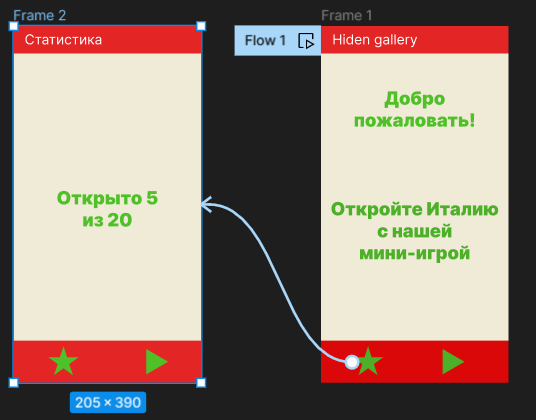 Frame 2
Статистика
Открыто 5
из 20
205 × 390
Flow 1
Frame 1
Hiden gallery
Добро
пожаловать!
Откройте Италию
с нашей
мини-игрой